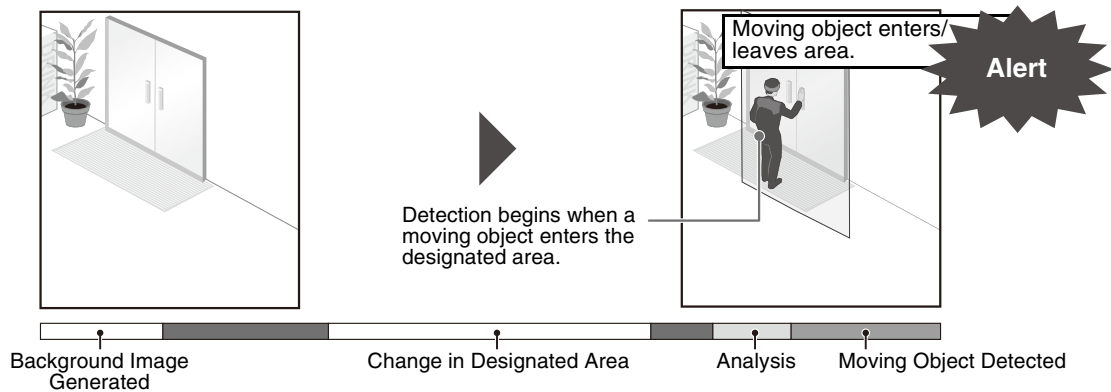 Moving object enters/
leaves area.
Alert
Detection begins when a
moving object enters the
designated area.
Background Image
Generated
Change in Designated Area
Analysis
Moving Object Detected